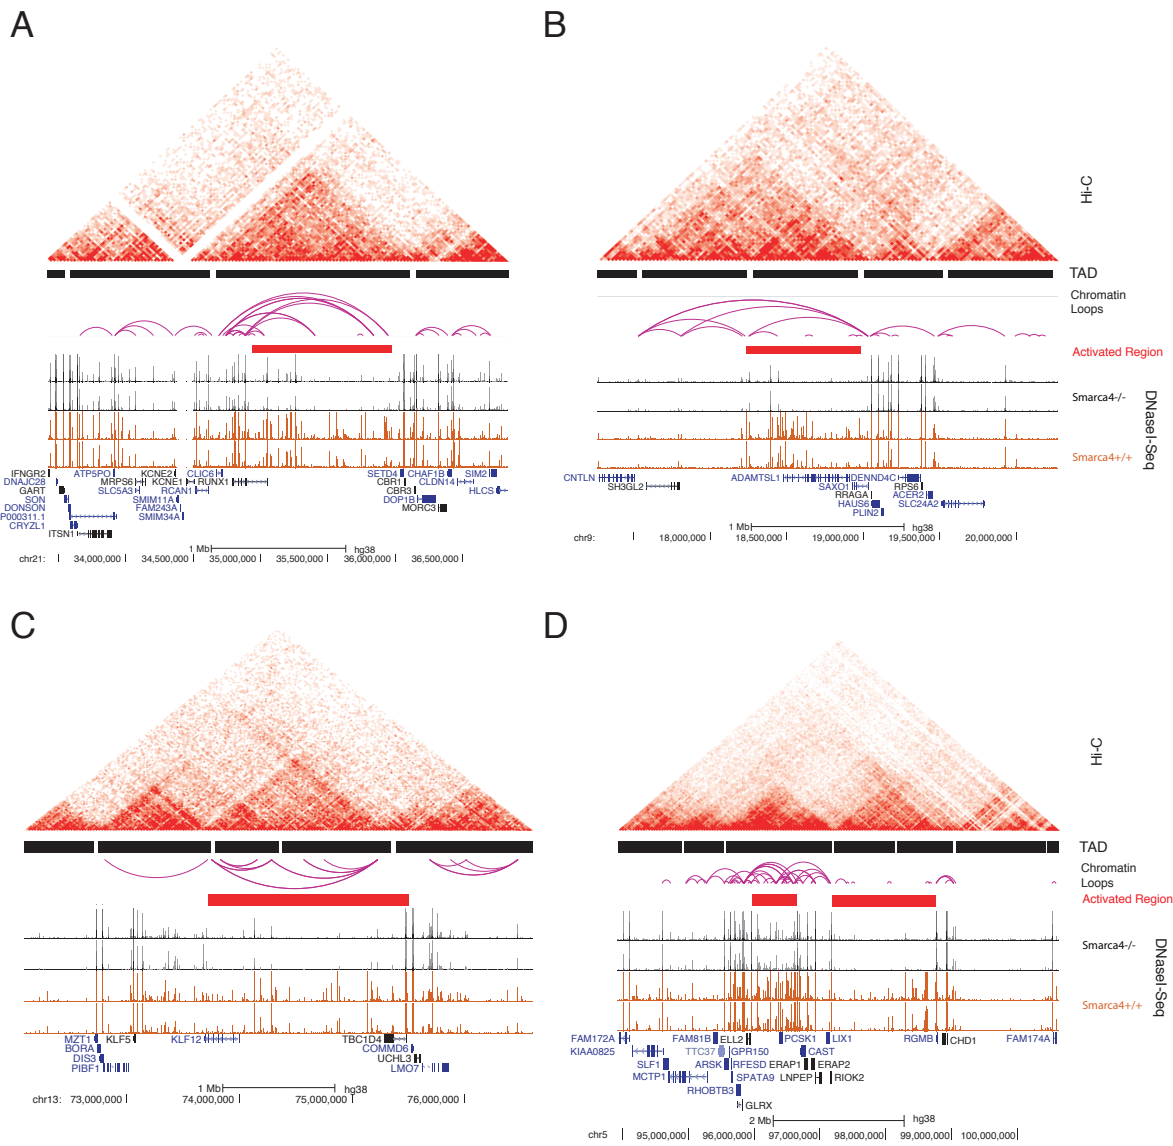 A
B
Hi-C
TAD
Chromatin
Loops
Activated Region
Smarca4-/-
Smarca4+/+
DNaseI-Seq
IFNGR2 ATP5PO KCNE2 CLIC6 SETD4 CHAF1B SIM2
DNAJC28 MRPS6 KCNE1 RUNX1 CBR1 CLDN14
GART SLC5A3 RCAN1 CBR3 HLCS
SON SMIM11A DOP1B
DONSON FAM243A MORC3
P000311.1 SMIM34A
CRYZL1
ITSN1
1 Mb hg38
chr21: 34,000,000 34,500,000 35,000,000 35,500,000 36,000,000 36,500,000
CNTLN ADAMTSL1 DENND4C
SH3GL2 SAXO1 RPS6
RRAGA ACER2
HAUS6 SLC24A2
PLIN2
1 Mb hg38
chr9: 18,000,000 18,500,000 19,000,000 19,500,000 20,000,000
C
D
Hi-C
TAD
Chromatin
Loops
Activated Region
Smarca4-/-
Smarca4+/+
DNaseI-Seq
MZT1 KLF5 KLF12 TBC1D4
BORA COMMD6
DIS3 UCHL3
PIBF1 LMO7
1 Mb hg38
chr13: 73,000,000 74,000,000 75,000,000 76,000,000
FAM172A FAM81B ELL2 PCSK1 LIX1 RGMB CHD1 FAM174A
KIAA0825 TTC37 GPR150 CAST
SLF1 ARSK RFESD ERAP1 ERAP2
MCTP1 SPATA9 LNPEP RIOK2
RHOBTB3
GLRX
2 Mb hg38
chr5 95,000,000 96,000,000 97,000,000 98,000,000 99,000,000 100,000,000